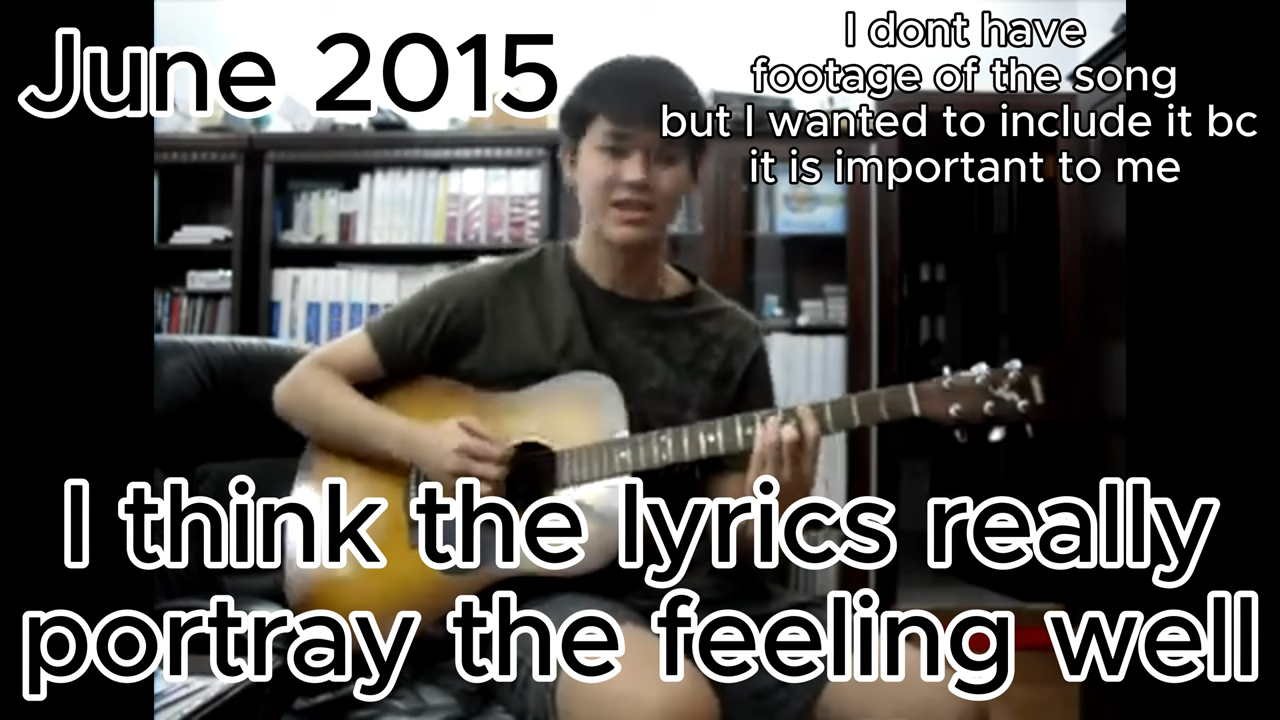 June 2015
I dont have
footage of the song
but I wanted to include it bc
it is important to me
I think the lyrics really
portray the feeling well